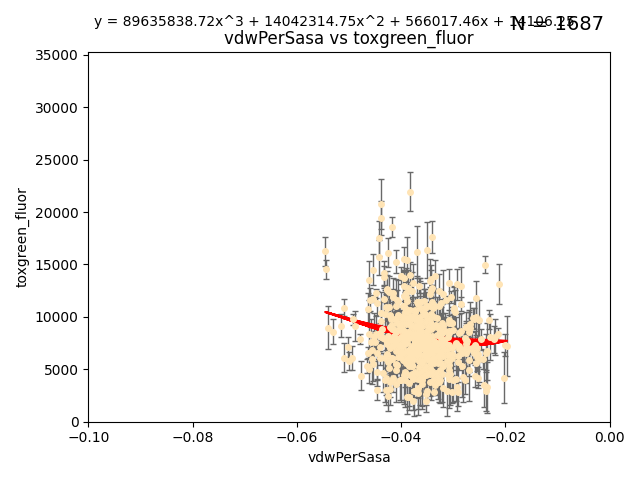 y = 89635838.72x^3 + 14042314.75x^2 + 566017.46x +
N = 1687
vdwPerSasa vs toxgreen_fluor
35000
30000
25000
20000
15000
10000
5000
0
toxgreen_fluor
−0.10 −0.08 −0.06 −0.04 −0.02 0.00
vdwPerSasa